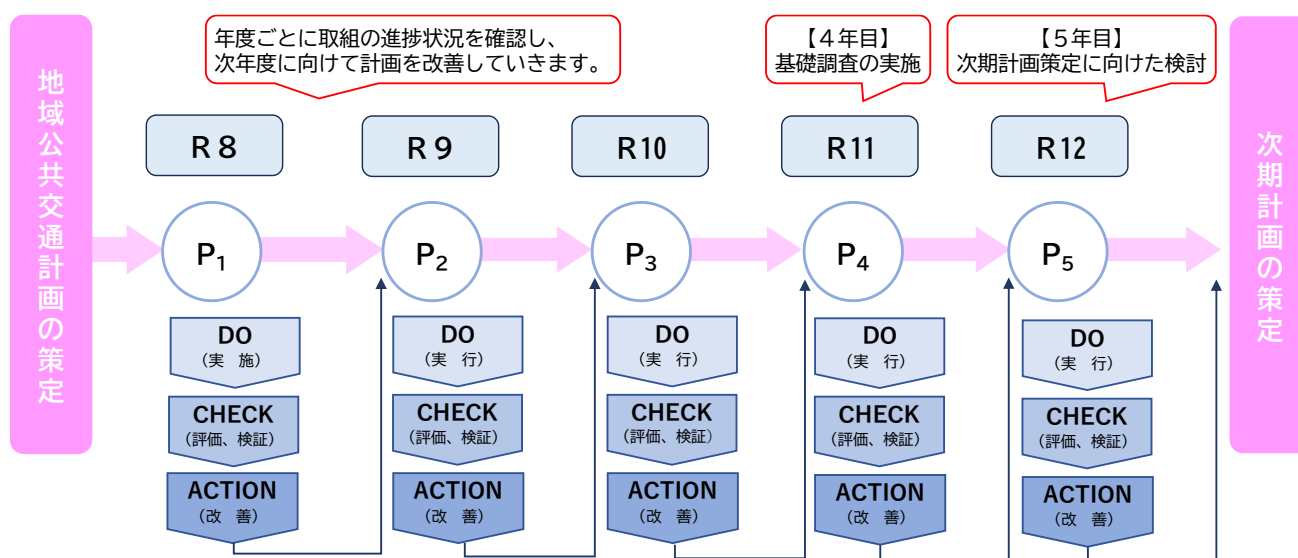 地域公共交通計画の策定
年度ごとに取組の進捗状況を確認し、
次年度に向けて計画を改善していきます。
【４年目】
基礎調査の実施
【５年目】
次期計画策定に向けた検討
R８
R９
R10
R11
R12
P₁
P₂
P₃
P₄
P₅
DO
（実　施）
CHECK
（評価、検証）
ACTION
（改　善）
DO
（実　行）
CHECK
（評価、検証）
ACTION
（改　善）
DO
（実　行）
CHECK
（評価、検証）
ACTION
（改　善）
DO
（実　行）
CHECK
（評価、検証）
ACTION
（改　善）
DO
（実　行）
CHECK
（評価、検証）
ACTION
（改　善）
次期計画の策定